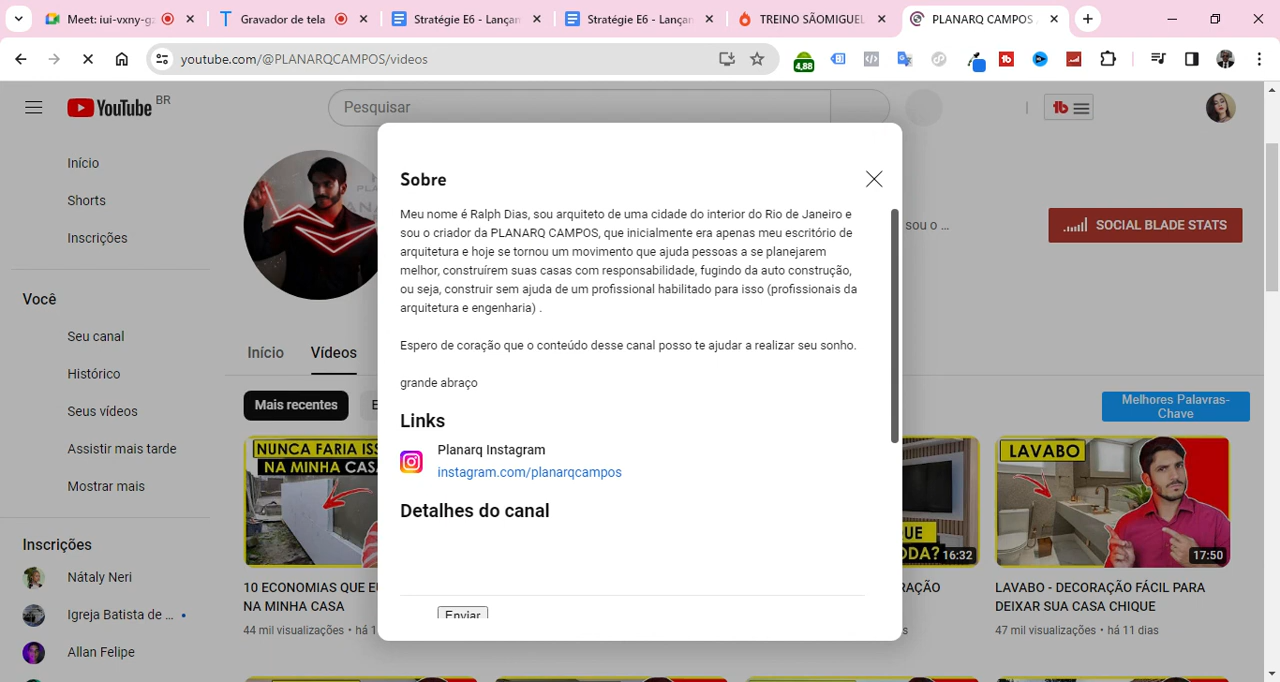 Meet: iui-vxny-ga
Gravador de tela
Stratégie E6 - Lançan
Stratégie E6 - Lançan
TREINO SÃOMIGUEL
PLANARQ CAMPOS
youtube.com/@PLANARQCAMPOS/videos
4,88
YouTube BR
Pesquisar
Início
Shorts
Inscrições
Você
Seu canal
Histórico
Seus vídeos
Assistir mais tarde
Mostrar mais
Inscrições
Nátaly Neri
Igreja Batista de ...
Allan Felipe
sou o ...
SOCIAL BLADE STATS
Início
Vídeos
Mais recentes
Melhores Palavras-
Chave
Sobre
Meu nome é Ralph Dias, sou arquiteto de uma cidade do interior do Rio de Janeiro e
sou o criador da PLANARQ CAMPOS, que inicialmente era apenas meu escritório de
arquitetura e hoje se tornou um movimento que ajuda pessoas a se planejarem
melhor, construírem suas casas com responsabilidade, fugindo da auto construção,
ou seja, construir sem ajuda de um profissional habilitado para isso (profissionais da
arquitetura e engenharia) .
Espero de coração que o conteúdo desse canal posso te ajudar a realizar seu sonho.
grande abraço
Links
Planarq Instagram
instagram.com/planarqcampos
Detalhes do canal
Enviar
NUNCA FARIA ISS
NA MINHA CASA
10 ECONOMIAS QUE EU
NA MINHA CASA
44 mil visualizações • há 1
QUE
ODA?
16:32
RAÇÃO
LAVABO
17:50
LAVABO - DECORAÇÃO FÁCIL PARA
DEIXAR SUA CASA CHIQUE
47 mil visualizações • há 11 dias